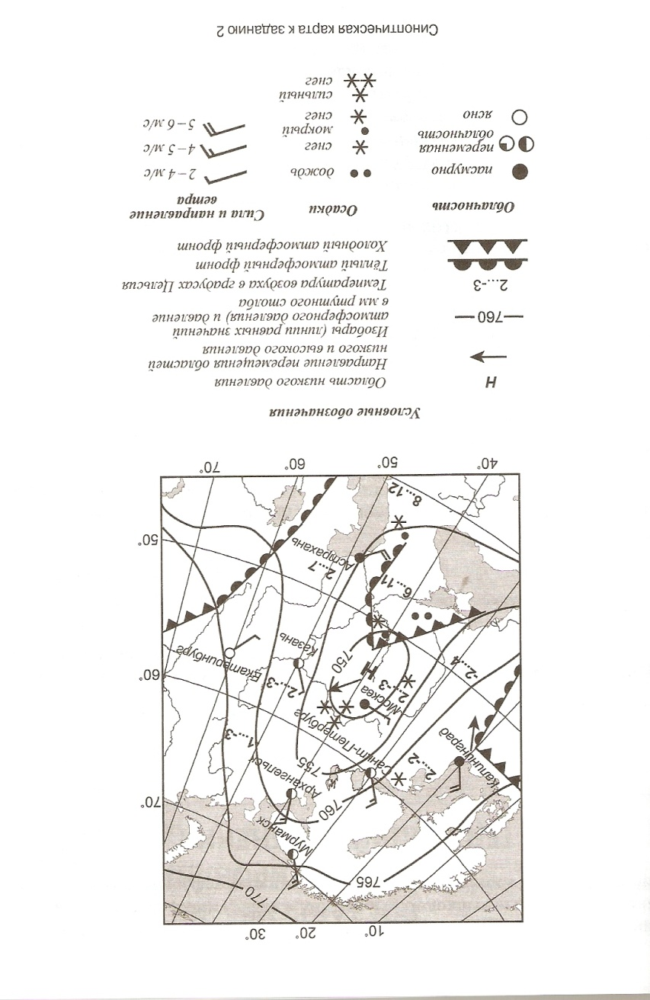 10°
20°
30°
770
765
Мурманск
760
70°
Архангельск
Калининград
Санкт-Петербург
755
2...-2
-1...-3
Москва
2...-3
Н
2...-3
60°
-2...4
750
Екатеринбург
Казань
6...11
2...7
Астрахань
50°
8...12
40°
50°
60°
70°
Условные обозначения
Н
Область низкого давления
Направление перемещения областей
низкого и высокого давления
760
Изобары (линии равных значений
атмосферного давления) и давление
в мм ртутного столба
2...-3
Температура воздуха в градусах Цельсия
Тёплый атмосферный фронт
Холодный атмосферный фронт
Облачность
пасмурно
переменная
облачность
ясно
Осадки
дождь
снег
мокрый
снег
сильный
снег
Сила и направление
ветра
2–4 м/с
4–5 м/с
5–6 м/с
Синоптическая карта к заданию 2